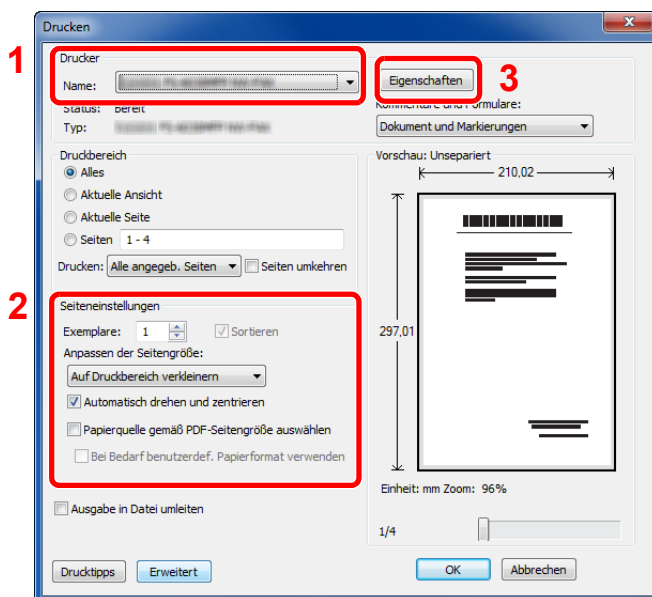 Drucken
1
Drucker
Name:
Eigenschaften
3
Status: Bereit
Kommentare und Formulare:
Typ:
Dokument und Markierungen
Druckbereich
Alles
Aktuelle Ansicht
Aktuelle Seite
Seiten 1 - 4
Drucken: Alle angegeb. Seiten Seiten umkehren
Vorschau: Unsepariert
210,02
297,01
2
Seiteneinstellungen
Exemplare: 1 Sortieren
Anpassen der Seitengröße:
Auf Druckbereich verkleinern
Automatisch drehen und zentrieren
Papierquelle gemäß PDF-Seitengröße auswählen
Bei Bedarf benutzerdef. Papierformat verwenden
Einheit: mm Zoom: 96%
Ausgabe in Datei umleiten
1/4
Drucktipps Erweitert OK Abbrechen